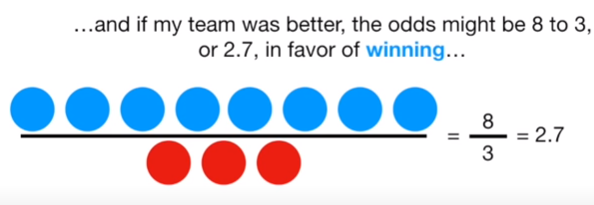 ...and if my team was better, the odds might be 8 to 3,
or 2.7, in favor of winning...
= 8/3 = 2.7